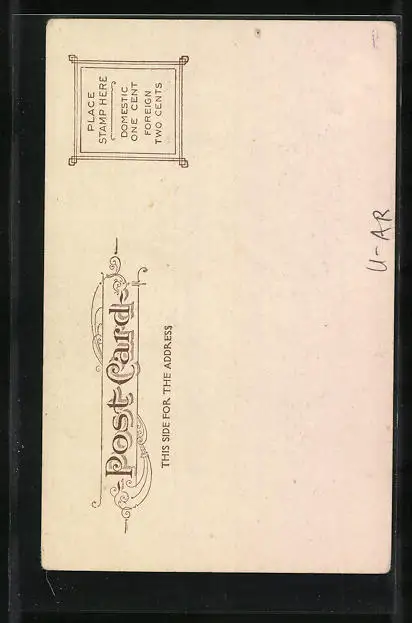 PLACE
STAMP HERE
DOMESTIC
ONE CENT
FOREIGN
TWO CENTS
Post Card
THIS SIDE FOR THE ADDRESS
U-AR